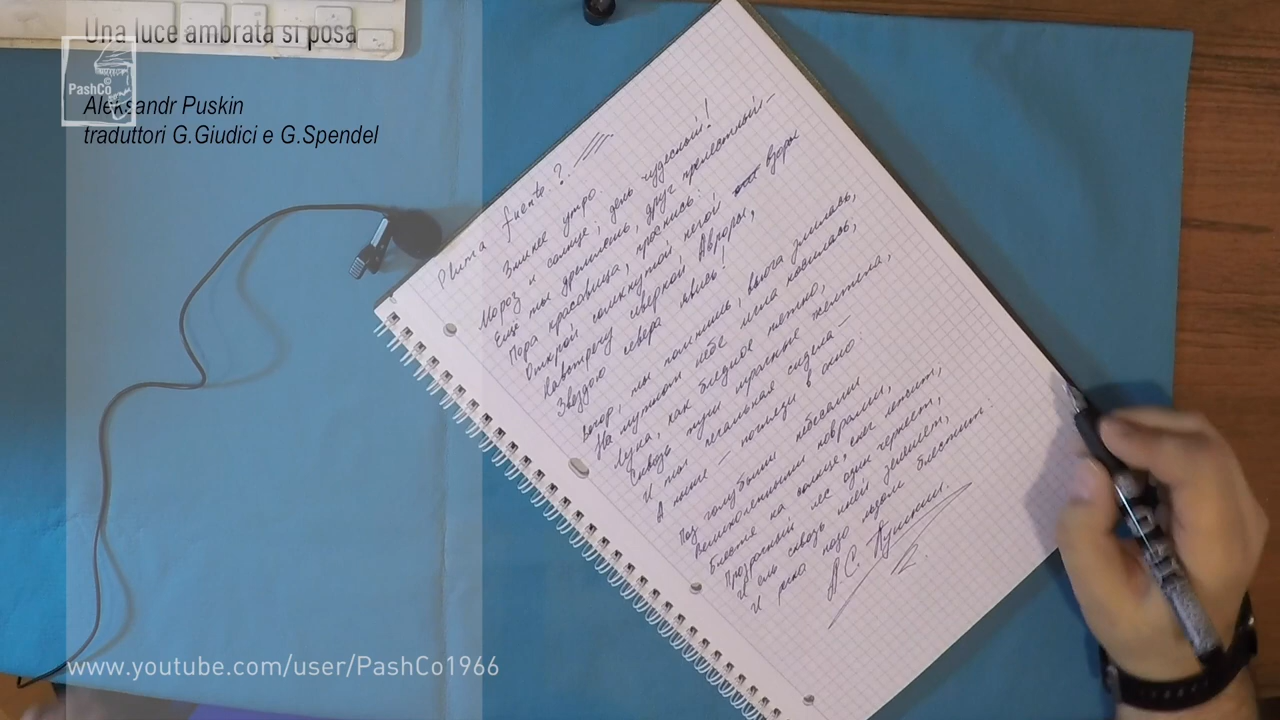 Una luce ambrata si posa
PashCo
©
Aleksandr Puskin
traduttori G.Giudici e G.Spendel
Pluma fuente?
Зимнее утро.
Мороз и солнце; день чудесный!
Ещё ты дремлешь, друг прелестный –
Пора красавица, проснись:
Открой сомкнутой негой взоры
Навстречу северной Авроры,
Звездою севера явись!
Вечор, ты помнишь, вьюга злилась,
На мутном небе мгла носилась,
Луна, как бледное пятно,
Сквозь тучи мрачные желтела,
И ты печальная сидела –
А ныне – погляди в окно
Под голубыми небесами
Великолепными коврами,
Блестя на солнце, снег лежит,
Прозрачный лес один чернеет,
И ель сквозь иней зеленеет,
И речка подо льдом блестит.
А С. Пушкин.
www.youtube.com/user/PashCo1966